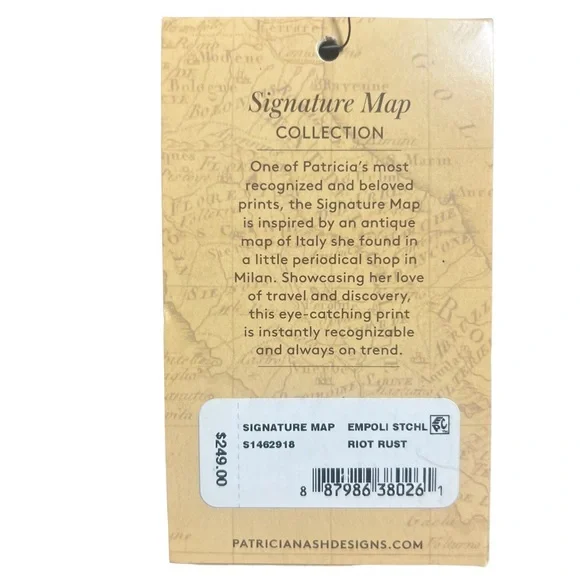 Signature Map
COLLECTION
One of Patricia's most
recognized and beloved
prints, the Signature Map
is inspired by an antique
map of Italy she found in
a little periodical shop in
Milan. Showcasing her love
of travel and discovery,
this eye-catching print
is instantly recognizable
and always on trend.
$249.00
SIGNATURE MAP EMPOLI STCHL
S1462918 RIOT RUST
8 87986 38026 1
PATRICIANASHDESIGNS.COM